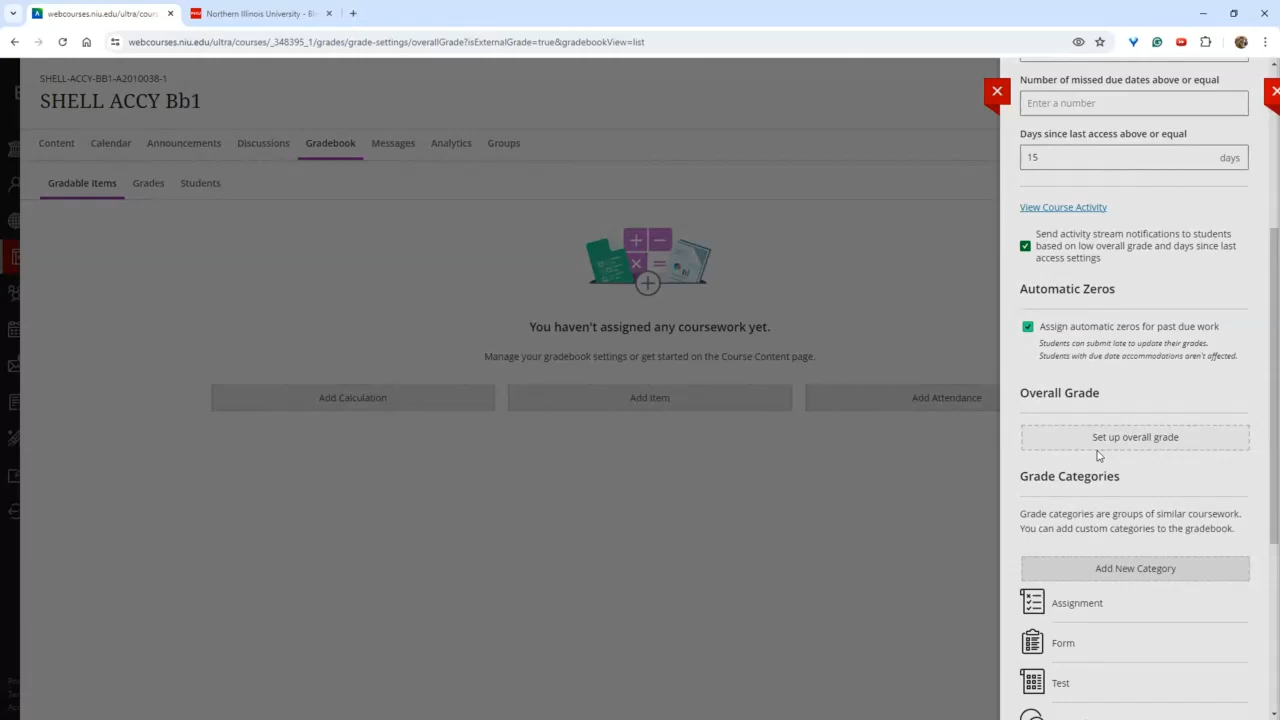 webcourses.niu.edu/ultra/cours
Northern Illinois University - Bl
webcourses.niu.edu/ultra/courses/_348395_1/grades/grade-settings/overallGrade?isExternalGrade=true&gradebookView=list
SHELL-ACCY-BB1-A2010038-1
SHELL ACCY Bb1
Content Calendar Announcements Discussions Gradebook Messages Analytics Groups
Gradable Items Grades Students
You haven't assigned any coursework yet.
Manage your gradebook settings or get started on the Course Content page.
Add Calculation
Add Item
Add Attendance
Number of missed due dates above or equal
Enter a number
Days since last access above or equal
15 days
View Course Activity
Send activity stream notifications to students
based on low overall grade and days since last
access settings
Automatic Zeros
Assign automatic zeros for past due work
Students can submit late to update their grades.
Students with due date accommodations aren't affected.
Overall Grade
Set up overall grade
Grade Categories
Grade categories are groups of similar coursework.
You can add custom categories to the gradebook.
Add New Category
Assignment
Form
Test